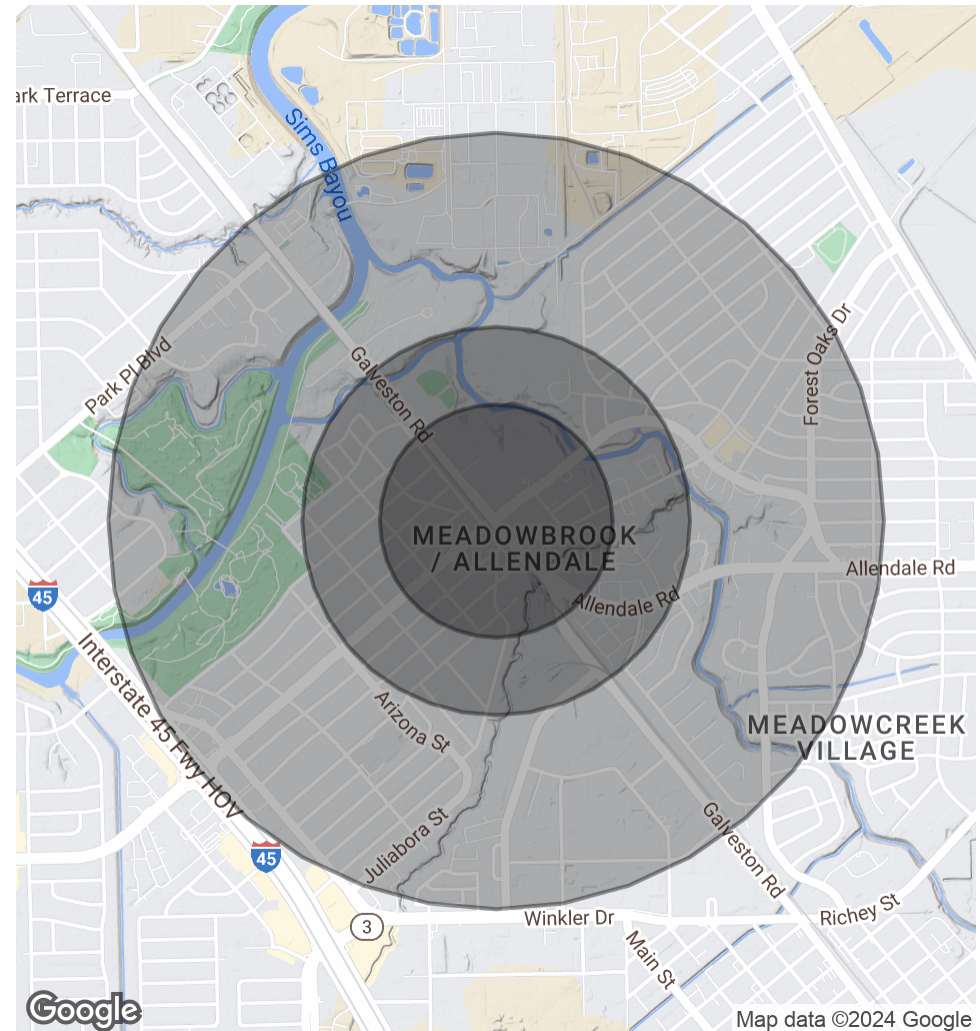 ark Terrace
Sims Bayou
Park Pl Blvd
Galveston Rd
Forest Oaks Dr
MEADOWBROOK
/ ALLENDALE
Allendale Rd
Allendale Rd
45
Interstate 45 Fwy HOV
Arizona St
MEADOWCREEK
VILLAGE
Juliabora St
Galveston Rd
45
3
Winkler Dr
Richey St
Main St
Google
Map data ©2024 Google